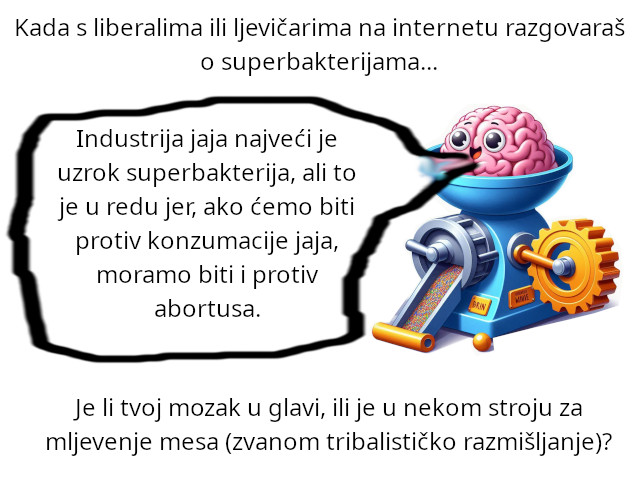 Kada s liberalima ili ljevičarima na internetu razgovaraš
o superbakterijama...
Industrija jaja najveći je
uzrok superbakterija, ali to
je u redu jer, ako ćemo biti
protiv konzumacije jaja,
moramo biti i protiv
abortusa.
Je li tvoj mozak u glavi, ili je u nekom stroju za
mljevenje mesa (zvanom tribalističko razmišljanje)?